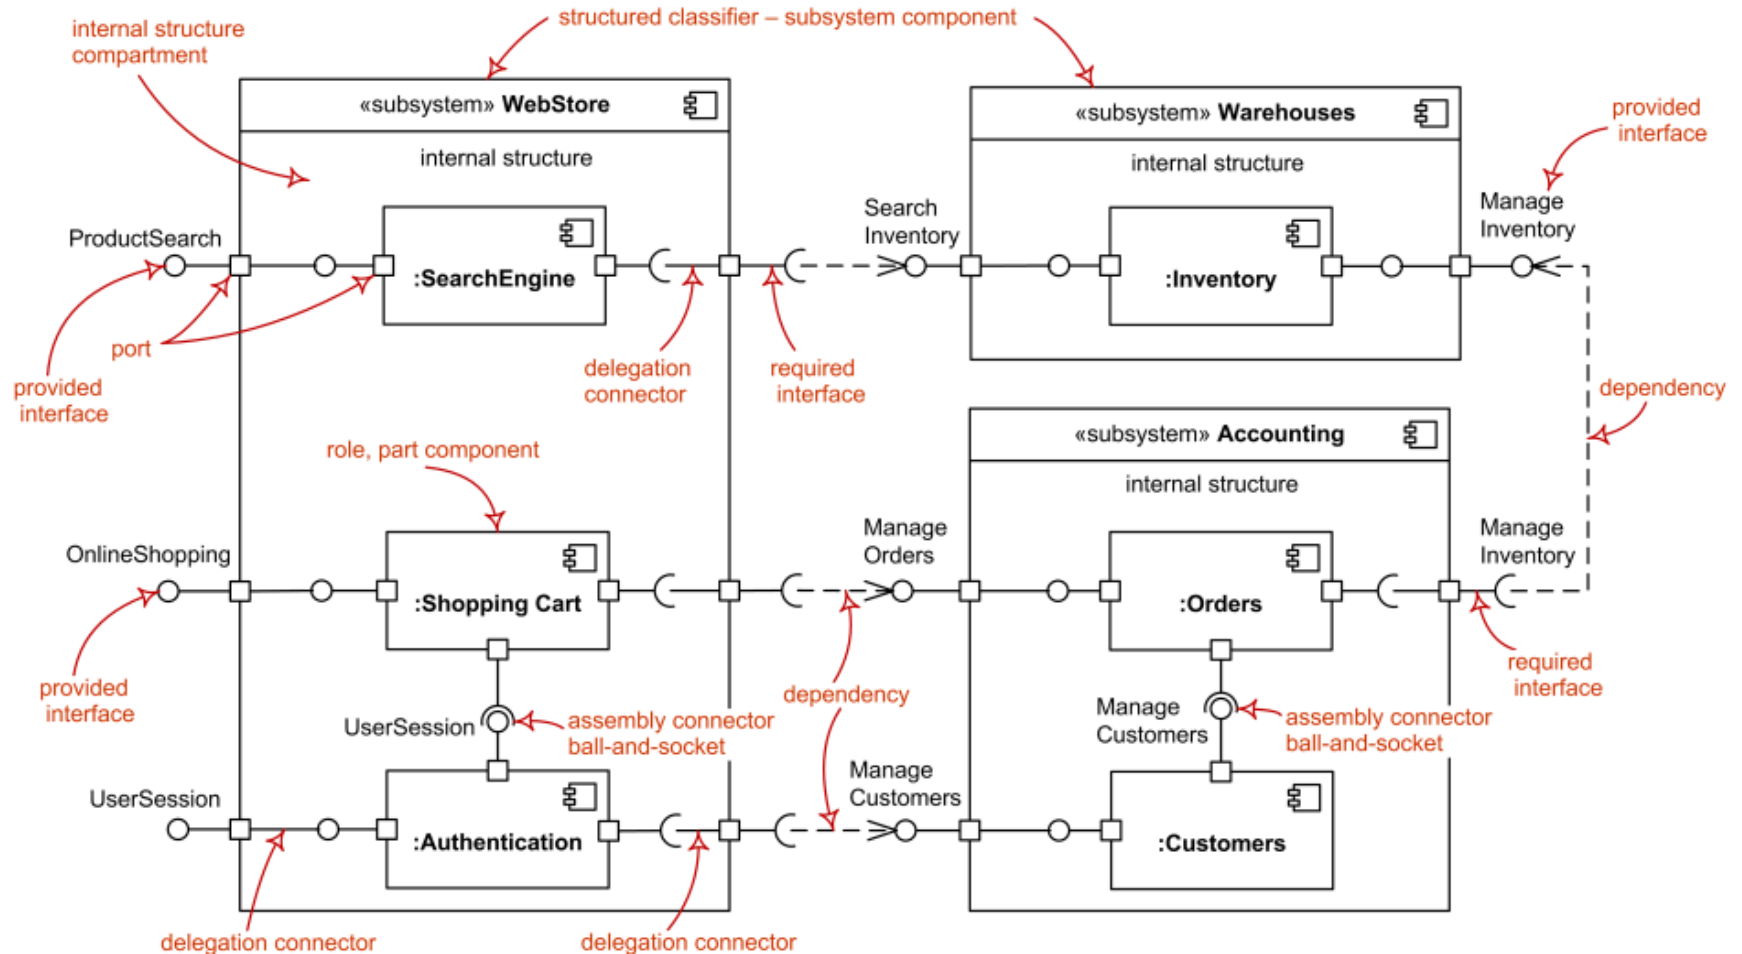 structured classifier – subsystem component
internal structure
compartment
«subsystem» WebStore
«subsystem» Warehouses
provided
interface
internal structure
internal structure
ProductSearch
:SearchEngine
Search
Inventory
:Inventory
Manage
Inventory
port
provided
interface
delegation
connector
required
interface
dependency
«subsystem» Accounting
role, part component
internal structure
OnlineShopping
:Shopping Cart
Manage
Orders
:Orders
Manage
Inventory
provided
interface
dependency
required
interface
UserSession
assembly connector
ball-and-socket
Manage
Customers
assembly connector
ball-and-socket
UserSession
:Authentication
Manage
Customers
:Customers
delegation connector
delegation connector